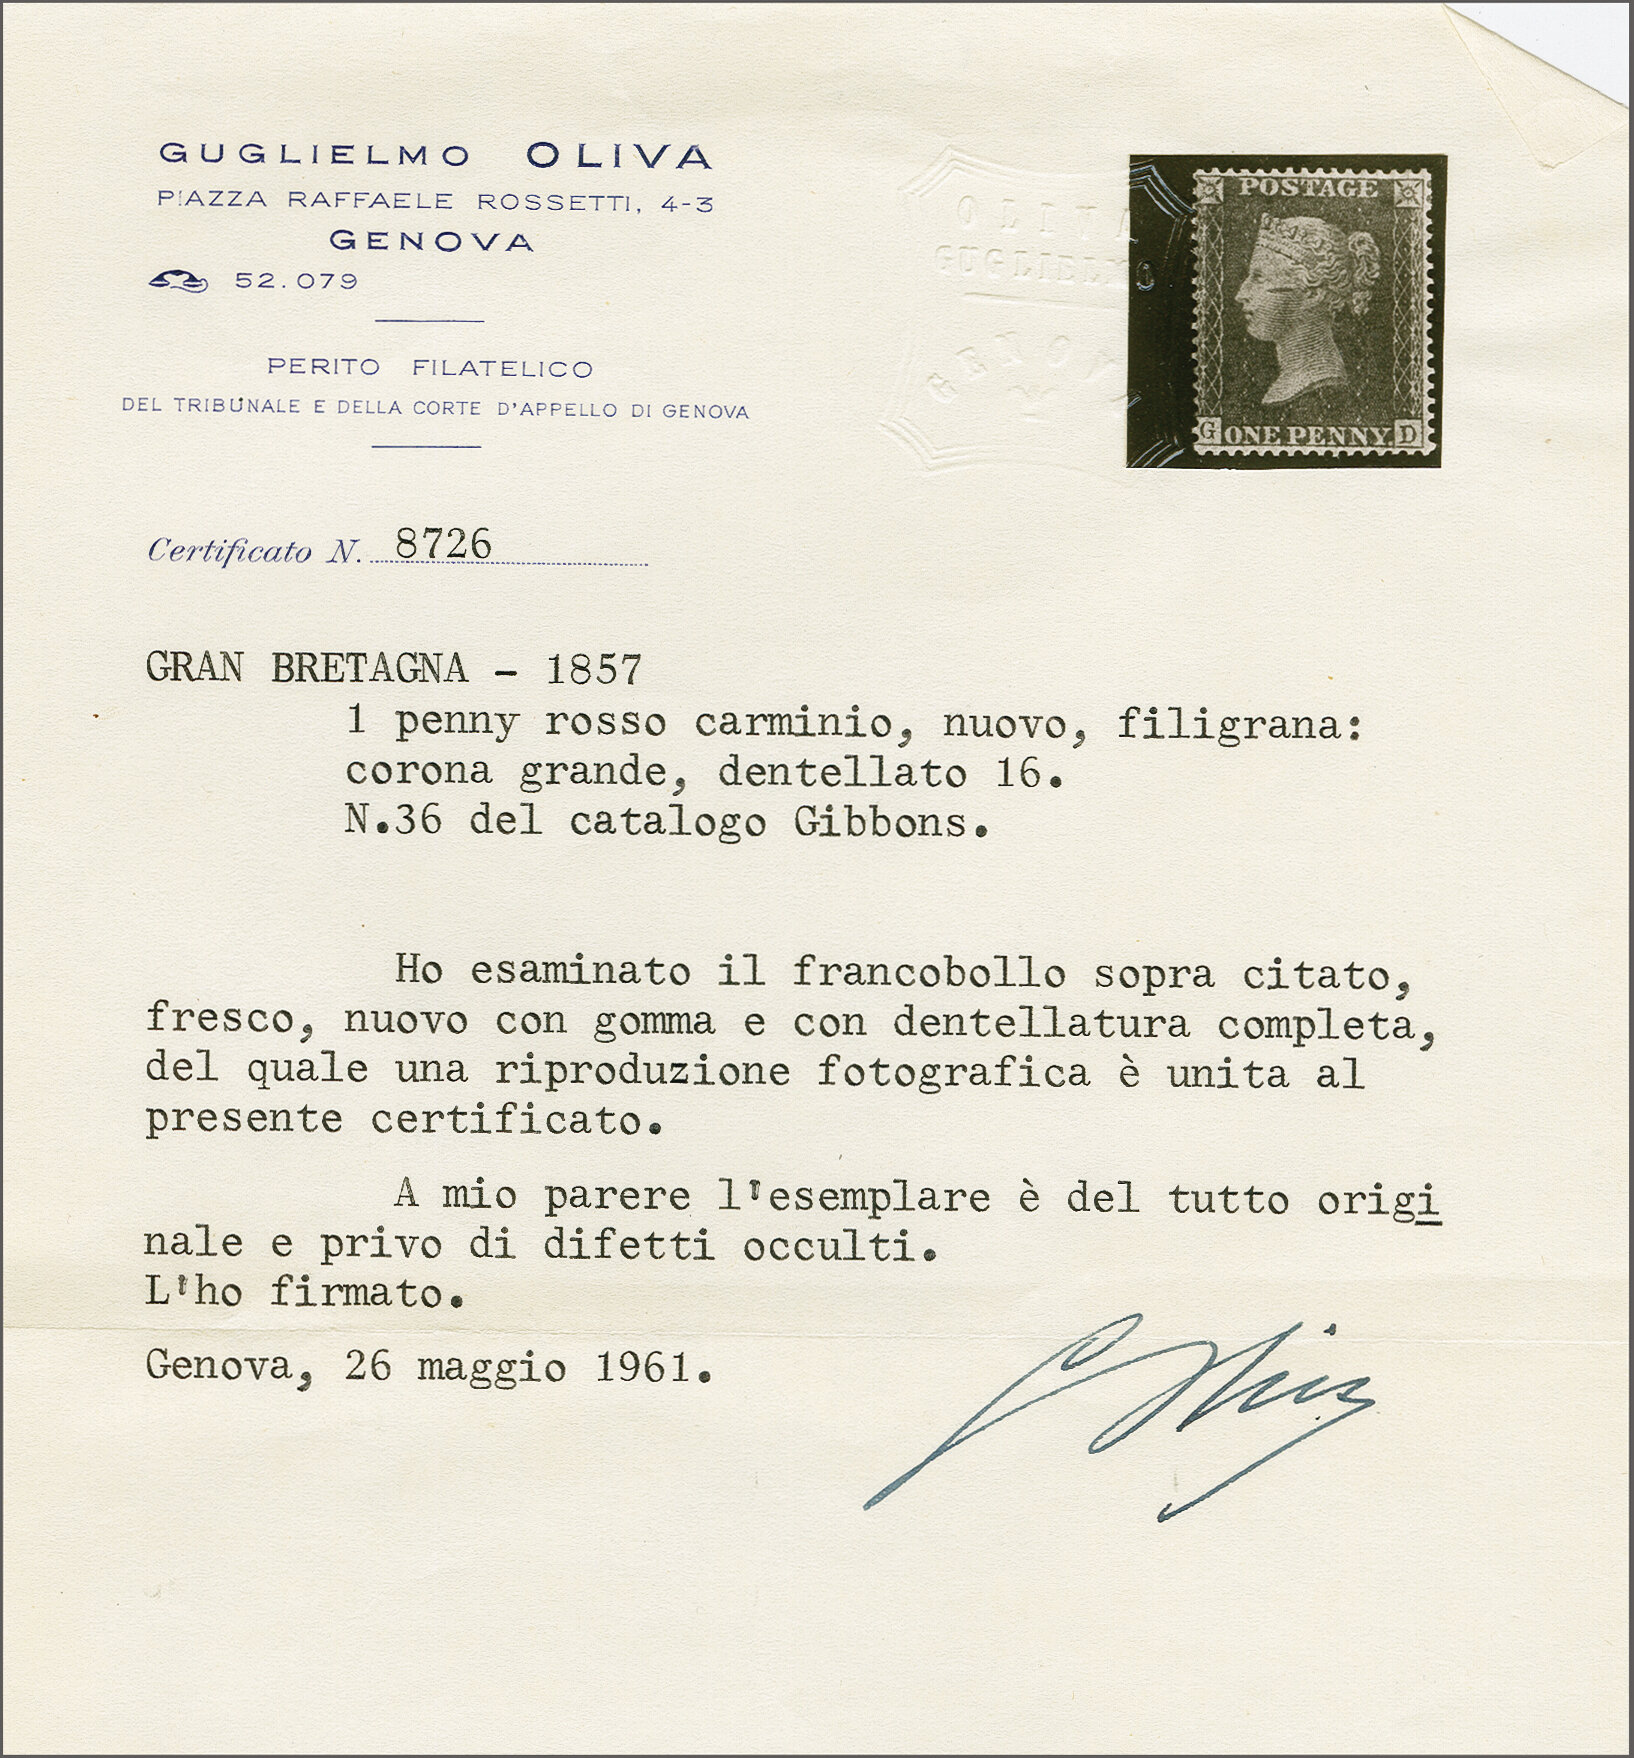 GUGLIELMO OLIVA
PIAZZA RAFFAELE ROSSETTI, 4-3
GENOVA
52.079
PERITO FILATELICO
DEL TRIBUNALE E DELLA CORTE D'APPELLO DI GENOVA
OLIVA
GUGLIELMO
GENOVA
POSTAGE
G ONE PENNY. D
Certificato N. 8726
GRAN BRETAGNA - 1857
1 penny rosso carminio, nuovo, filigrana:
corona grande, dentellato 16.
N.36 del catalogo Gibbons.
Ho esaminato il francobollo sopra citato,
fresco, nuovo con gomma e con dentellatura completa,
del quale una riproduzione fotografica è unita al
presente certificato.
A mio parere l'esemplare è del tutto origi
nale e privo di difetti occulti.
L'ho firmato.
Genova, 26 maggio 1961.
G Oliva